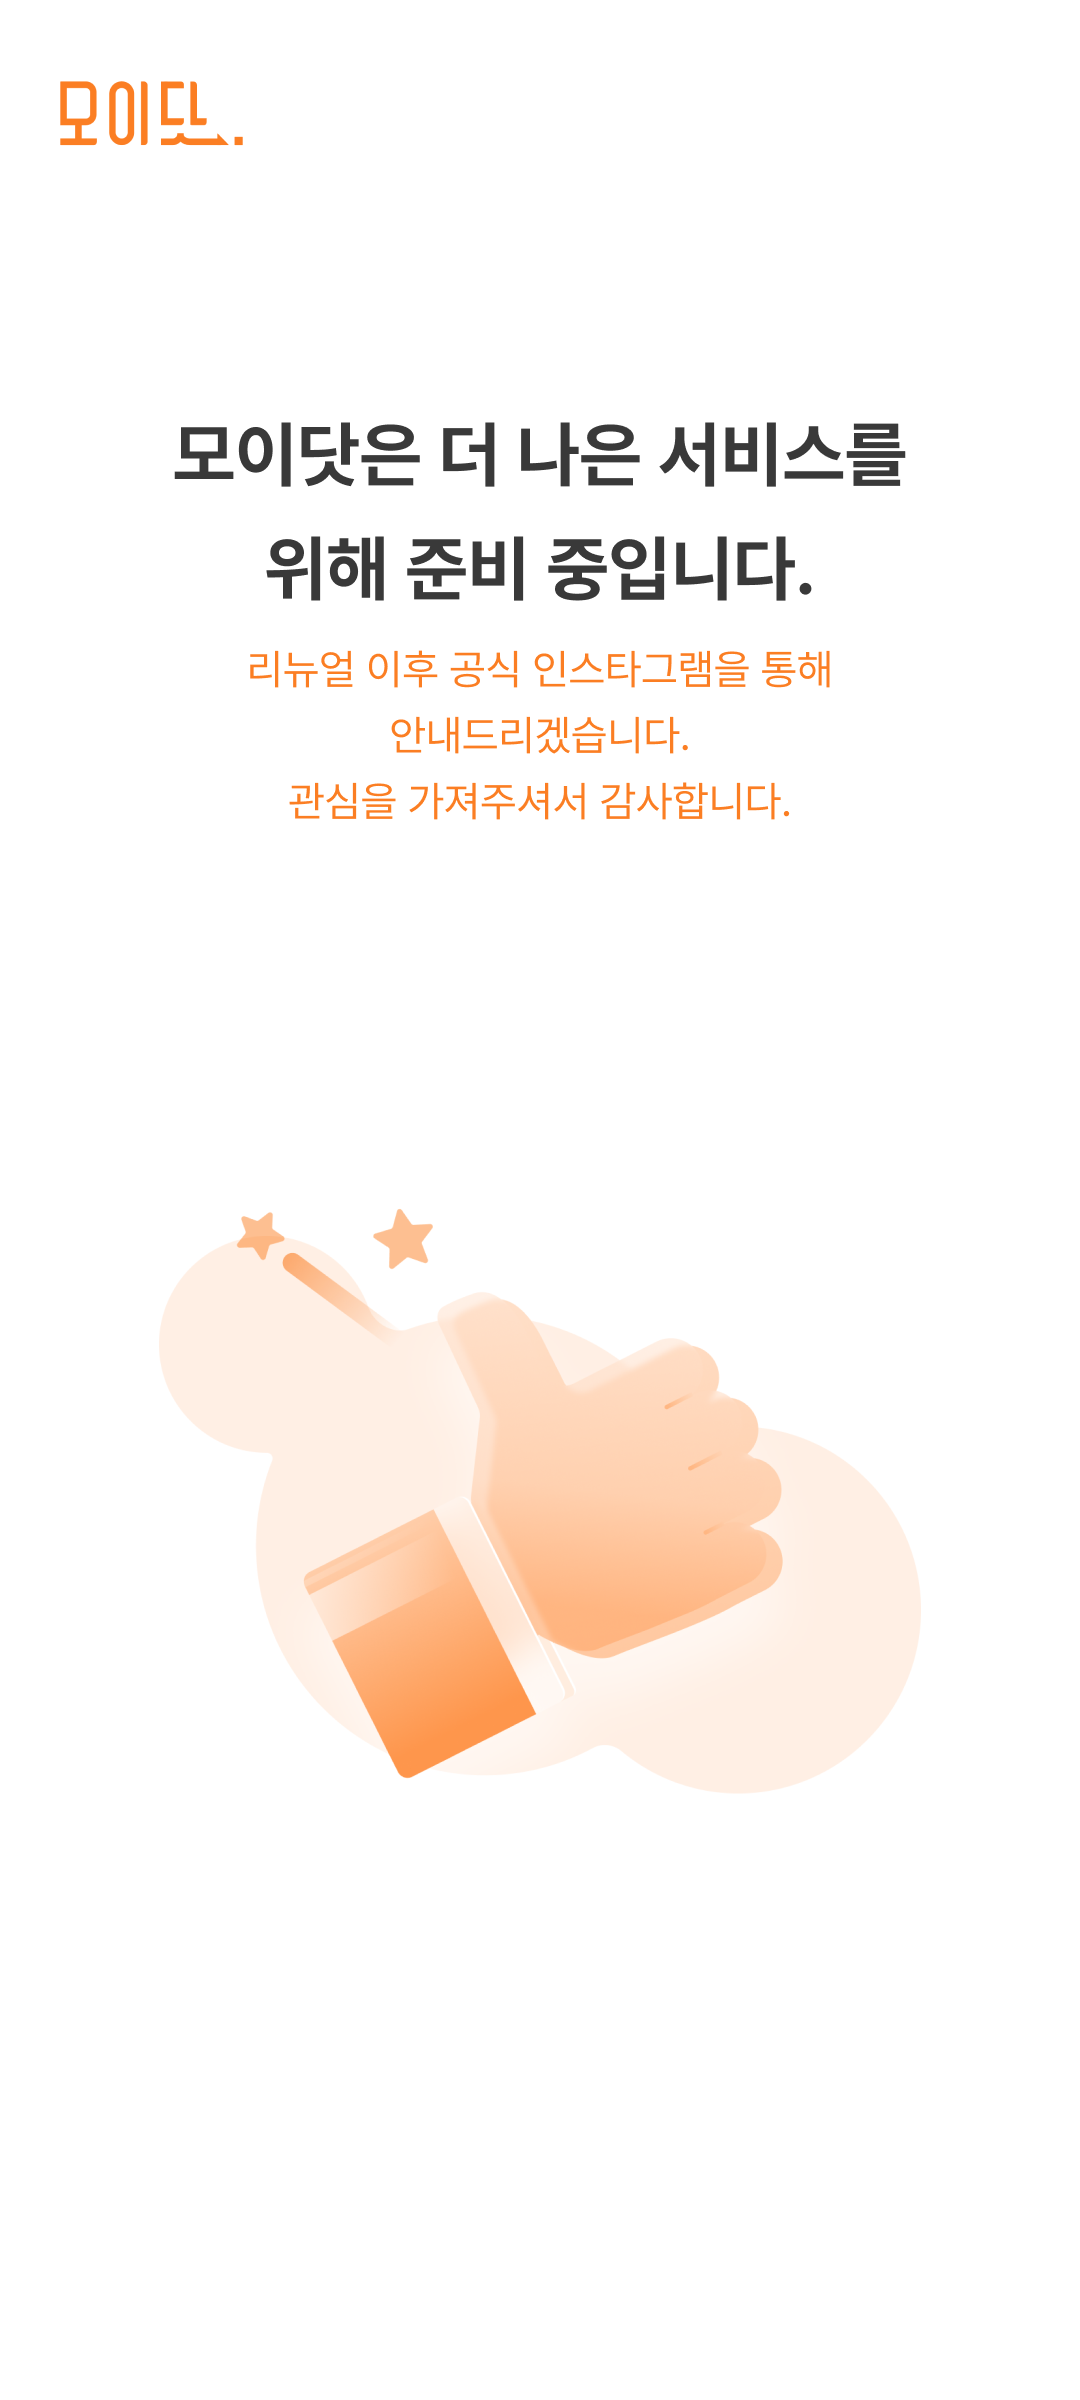 모이닷.
모이닷은 더 나은 서비스를
위해 준비 중입니다.
리뉴얼 이후 공식 인스타그램을 통해
안내드리겠습니다.
관심을 가져주셔서 감사합니다.